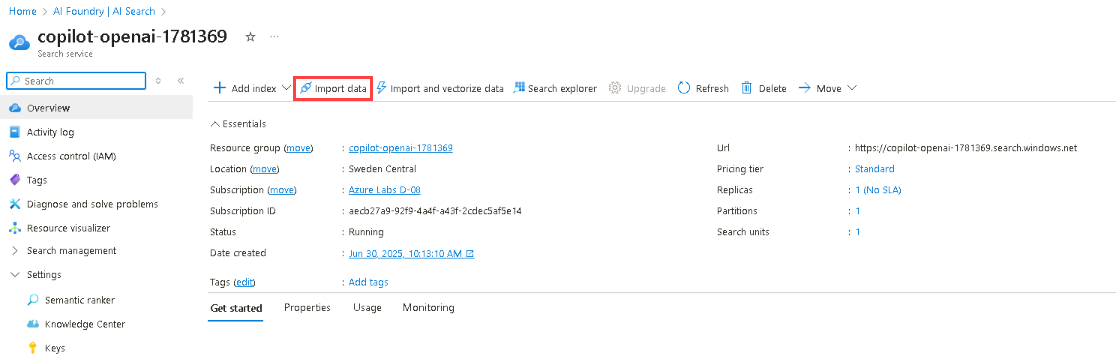 Home > AI Foundry | AI Search >
copilot-openai-1781369 ☆ ...
Search service
Search
+ Add index Import data Import and vectorize data Search explorer Upgrade Refresh Delete Move
Overview
Activity log
Access control (IAM)
Tags
Diagnose and solve problems
Resource visualizer
Search management
Settings
Semantic ranker
Knowledge Center
Keys
Essentials
Resource group (move) : copilot-openai-1781369
Location (move) : Sweden Central
Subscription (move) : Azure Labs D-08
Subscription ID : aecb27a9-92f9-4a4f-a43f-2cdec5af5e14
Status : Running
Date created : Jun 30, 2025, 10:13:10 AM
Tags (edit) : Add tags
Url : https://copilot-openai-1781369.search.windows.net
Pricing tier : Standard
Replicas : 1 (No SLA)
Partitions : 1
Search units : 1
Get started Properties Usage Monitoring